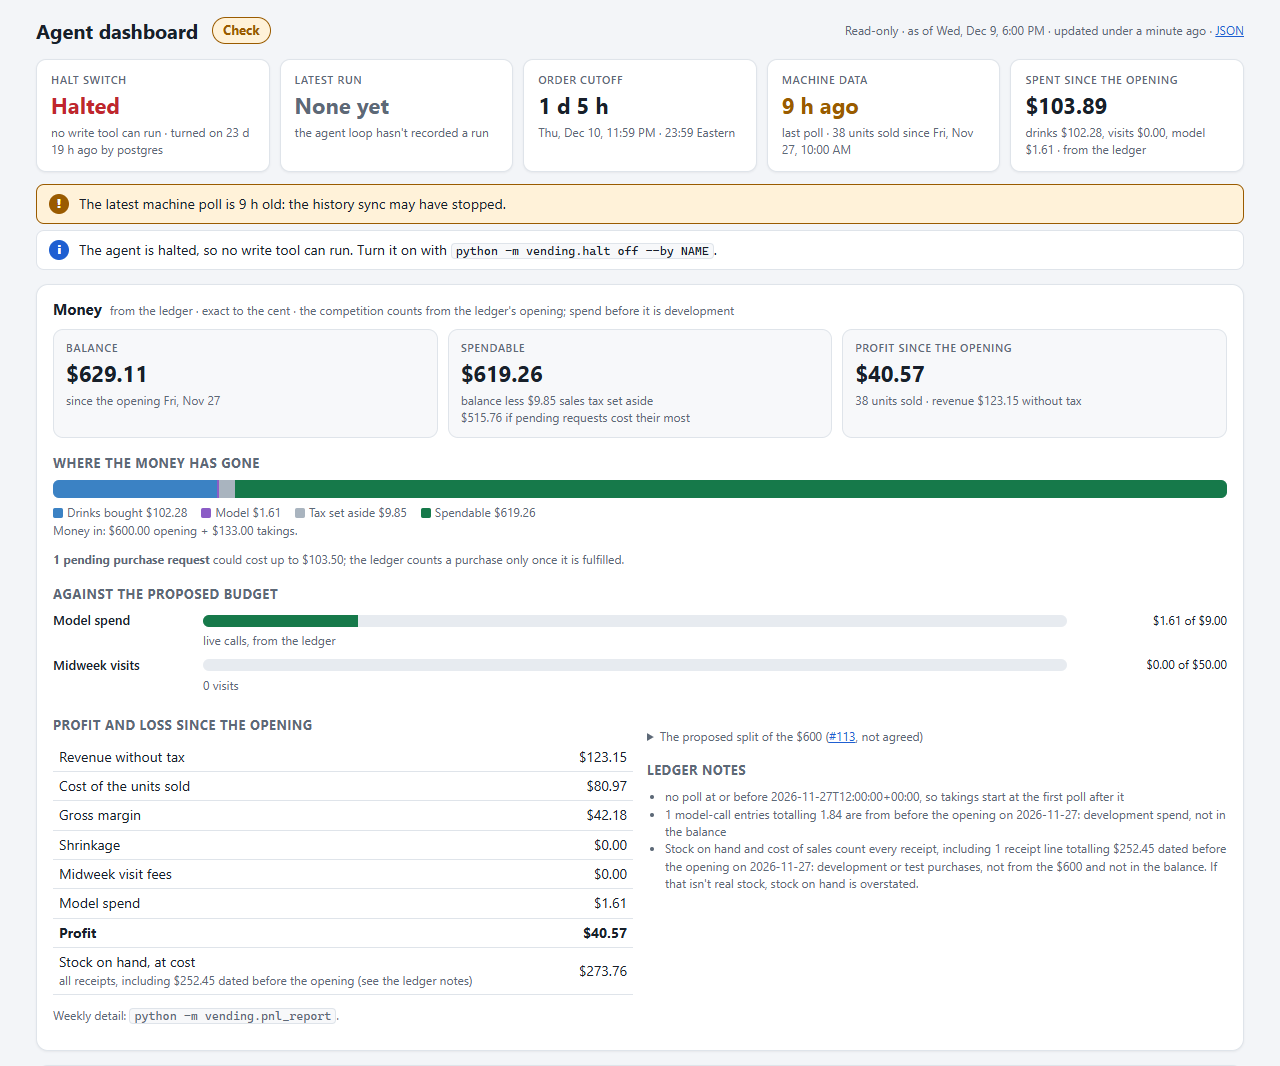 Agent dashboard Check Read-only · as of Wed, Dec 9, 6:00 PM · updated under a minute ago · JSON
HALT SWITCH
Halted
no write tool can run · turned on 23 d
19 h ago by postgres
LATEST RUN
None yet
the agent loop hasn't recorded a run
ORDER CUTOFF
1 d 5 h
Thu, Dec 10, 11:59 PM · 23:59 Eastern
MACHINE DATA
9 h ago
last poll · 38 units sold since Fri, Nov
27, 10:00 AM
SPENT SINCE THE OPENING
$103.89
drinks $102.28, visits $0.00, model
$1.61 · from the ledger
! The latest machine poll is 9 h old: the history sync may have stopped.
i The agent is halted, so no write tool can run. Turn it on with python -m vending.halt off --by NAME.
Money from the ledger · exact to the cent · the competition counts from the ledger's opening; spend before it is development
BALANCE
$629.11
since the opening Fri, Nov 27
SPENDABLE
$619.26
balance less $9.85 sales tax set aside
$515.76 if pending requests cost their most
PROFIT SINCE THE OPENING
$40.57
38 units sold · revenue $123.15 without tax
WHERE THE MONEY HAS GONE
Drinks bought $102.28 Model $1.61 Tax set aside $9.85 Spendable $619.26
Money in: $600.00 opening + $133.00 takings.
1 pending purchase request could cost up to $103.50; the ledger counts a purchase only once it is fulfilled.
AGAINST THE PROPOSED BUDGET
Model spend $1.61 of $9.00
live calls, from the ledger
Midweek visits $0.00 of $50.00
0 visits
PROFIT AND LOSS SINCE THE OPENING
Revenue without tax $123.15
Cost of the units sold $80.97
Gross margin $42.18
Shrinkage $0.00
Midweek visit fees $0.00
Model spend $1.61
Profit $40.57
Stock on hand, at cost $273.76
all receipts, including $252.45 dated before the opening (see the ledger notes)
Weekly detail: python -m vending.pnl_report.
The proposed split of the $600 (#113, not agreed)
LEDGER NOTES
• no poll at or before 2026-11-27T12:00:00+00:00, so takings start at the first poll after it
• 1 model-call entries totalling 1.84 are from before the opening on 2026-11-27: development spend, not in
the balance
• Stock on hand and cost of sales count every receipt, including 1 receipt line totalling $252.45 dated before
the opening on 2026-11-27: development or test purchases, not from the $600 and not in the balance. If
that isn't real stock, stock on hand is overstated.